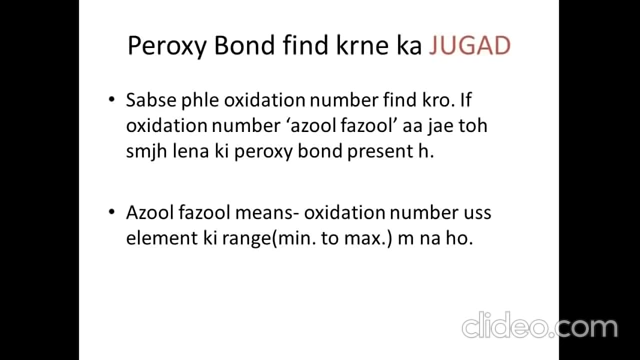 Peroxy Bond find krne ka JUGAD
• Sabse phle oxidation number find kro. If
oxidation number ‘azool fazool’ aa jae toh
smjh lena ki peroxy bond present h.
• Azool fazool means- oxidation number uss
element ki range(min. to max.) m na ho.
clideo.com